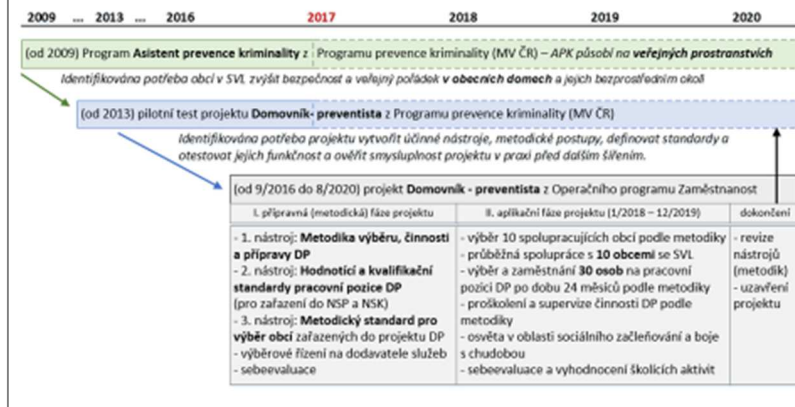 2009 ... 2013 ... 2016 2017 2018 2019 2020
(od 2009) Program Asistent prevence kriminality z Programu prevence kriminality (MV ČR) – APK působí na veřejných prostranstvích
Identifikována potřeba obcí v SVL zvýšit bezpečnost a veřejný pořádek v obecních domech a jejich bezprostředním okolí
(od 2013) pilotní test projektu Domovník- preventista z Programu prevence kriminality (MV ČR)
Identifikována potřeba projektu vytvořit účinné nástroje, metodické postupy, definovat standardy a
otestovat jejich funkčnost a ověřit smysluplnost projektu v praxi před dalším šířením.
(od 9/2016 do 8/2020) projekt Domovník - preventista z Operačního programu Zaměstnanost
I. přípravná (metodická) fáze projektu
- 1. nástroj: Metodika výběru, činnosti
a přípravy DP
- 2. nástroj: Hodnotící a kvalifikační
standardy pracovní pozice DP
(pro zařazení do NSP a NSK)
- 3. nástroj: Metodický standard pro
výběr obcí zařazených do projektu DP
- výběrové řízení na dodavatele služeb
- sebeevaluace
II. aplikační fáze projektu (1/2018 – 12/2019)
- výběr 10 spolupracujících obcí podle metodiky
- průběžná spolupráce s 10 obcemi se SVL
- výběr a zaměstnání 30 osob na pracovní
pozici DP po dobu 24 měsíců podle metodiky
- proškolení a supervize činnosti DP podle
metodiky
- osvěta v oblasti sociálního začleňování a boje
s chudobou
- sebeevaluace a vyhodnocení školících aktivit
dokončení
- revize
nástrojů
(metodik)
- uzavření
projektu